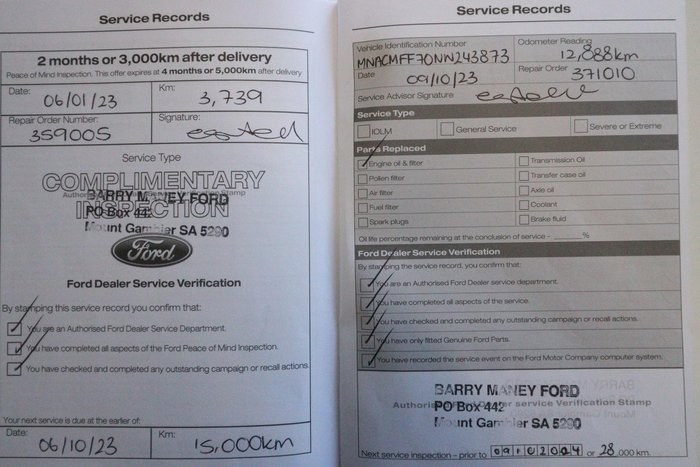 Service Records
2 months or 3,000km after delivery
Peace of Mind Inspection. This offer expires at 4 months or 5,000km after delivery
Date: 06/01/23 Km: 3,739
Repair Order Number: 359005 Signature:
Service Type
COMPLIMENTARY
INSPECTION
Authorised Service Verification Stamp
BARRY MANEY FORD
PO Box 442
Mount Gambier SA 5290
Ford
Ford Dealer Service Verification
By stamping this service record you confirm that:
You are an Authorised Ford Dealer Service Department.
You have completed all aspects of the Ford Peace of Mind Inspection.
You have checked and completed any outstanding campaign or recall actions
Your next service is due at the earlier of:
Date: 06/10/23 Km: 15,000km
Service Records
Vehicle Identification Number Odometer Reading
MNACMFF70NN243873 12,888km
Date 09/10/23 Repair Order 371010
Service Advisor Signature
Service Type
IOLM General Service Severe or Extreme
Parts Replaced
Engine oil & filter Transmission Oil
Pollen filter Transfer case oil
Air filter Axle oil
Fuel filter Coolant
Spark plugs Brake fluid
Oil life percentage remaining at the conclusion of service - %
Ford Dealer Service Verification
By stamping the service record, you confirm that:
You are an Authorised Ford Dealer service department.
You have completed all aspects of the service.
You have checked and completed any outstanding campaign or recall actions.
You have only fitted Genuine Ford Parts.
You have recorded the service event on the Ford Motor Company computer system.
BARRY MANEY FORD
Authorised Ford Dealer service Verification Stamp
PO Box 442
Mount Gambier SA 5290
Next service inspection - prior to 09102024 or 28,000 km.